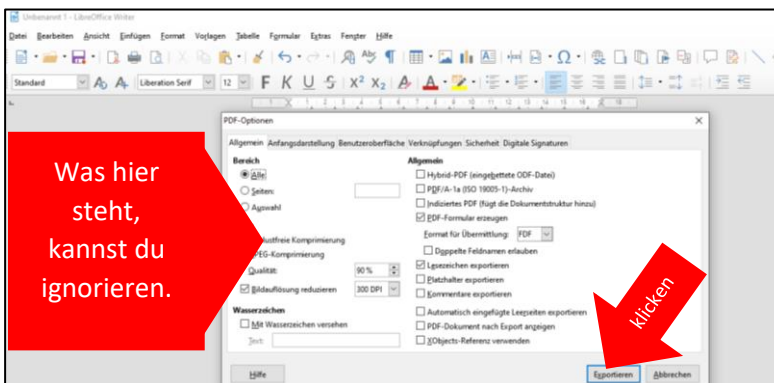 Unbenannt 1 - LibreOffice Writer
Datei Bearbeiten Ansicht Einfügen Format Vorlagen Tabelle Formular Extras Fenster Hilfe
Standard Liberation Serif 12 F K U S X² X₂ A A
PDF-Optionen
Allgemein Anfangsdarstellung Benutzeroberfläche Verknüpfungen Sicherheit Digitale Signaturen
Bereich
Alle
Seiten:
Auswahl
lustfreie Komprimierung
PEG-Komprimierung
Qualität: 90 %
Bildauflösung reduzieren 300 DPI
Wasserzeichen
Mit Wasserzeichen versehen
Text:
Allgemein
Hybrid-PDF (eingebettete ODF-Datei)
PDF/A-1a (ISO 19005-1)-Archiv
Indiziertes PDF (fügt die Dokumentstruktur hinzu)
PDF-Formular erzeugen
Format für Übermittlung: FDF
Doppelte Feldnamen erlauben
Lesezeichen exportieren
Platzhalter exportieren
Kommentare exportieren
Automatisch eingefügte Leerseiten exportieren
PDF-Dokument nach Export anzeigen
XObjects-Referenz verwenden
Hilfe
Exportieren
Abbrechen
Was hier
steht,
kannst du
ignorieren.
klicken